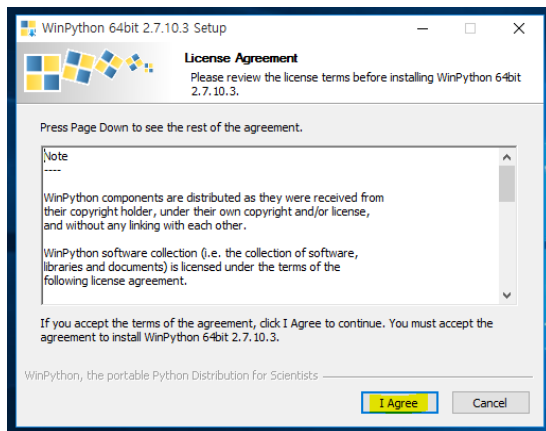 WinPython 64bit 2.7.10.3 Setup
License Agreement
Please review the license terms before installing WinPython 64bit
2.7.10.3.
Press Page Down to see the rest of the agreement.
Note
----
WinPython components are distributed as they were received from
their copyright holder, under their own copyright and/or license,
and without any linking with each other.
WinPython software collection (i.e. the collection of software,
libraries and documents) is licensed under the terms of the
following license agreement.
If you accept the terms of the agreement, click I Agree to continue. You must accept the
agreement to install WinPython 64bit 2.7.10.3.
WinPython, the portable Python Distribution for Scientists
I Agree Cancel